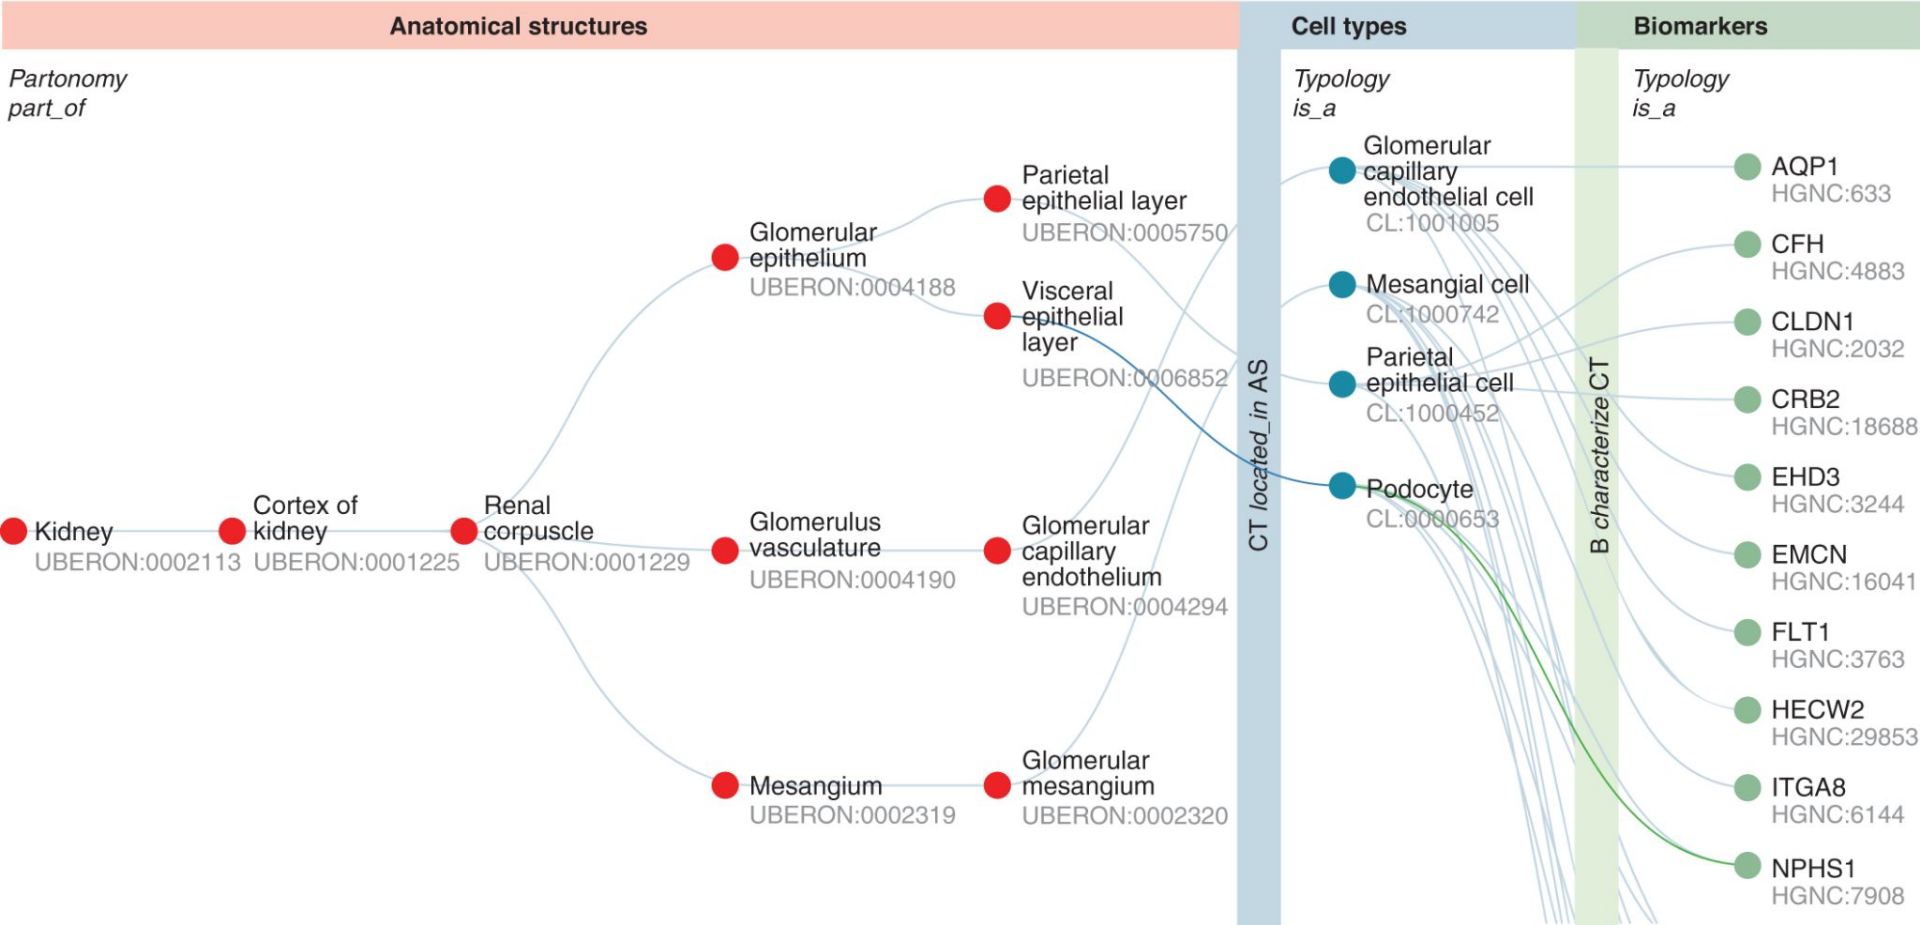 Anatomical structures
Cell types
Biomarkers
Partonomy
part_of
Typology
is_a
Typology
is_a
Kidney
UBERON:0002113
Cortex of
kidney
UBERON:0001225
Renal
corpuscle
UBERON:0001229
Glomerular
epithelium
UBERON:0004188
Glomerulus
vasculature
UBERON:0004190
Mesangium
UBERON:0002319
Parietal
epithelial layer
UBERON:0005750
Visceral
epithelial
layer
UBERON:0006852
Glomerular
capillary
endothelium
UBERON:0004294
Glomerular
mesangium
UBERON:0002320
CT located_in AS
Glomerular
capillary
endothelial cell
CL:1001005
Mesangial cell
CL:1000742
Parietal
epithelial cell
CL:1000452
Podocyte
CL:0000653
B characterize CT
AQP1
HGNC:633
CFH
HGNC:4883
CLDN1
HGNC:2032
CRB2
HGNC:18688
EHD3
HGNC:3244
EMCN
HGNC:16041
FLT1
HGNC:3763
HECW2
HGNC:29853
ITGA8
HGNC:6144
NPHS1
HGNC:7908